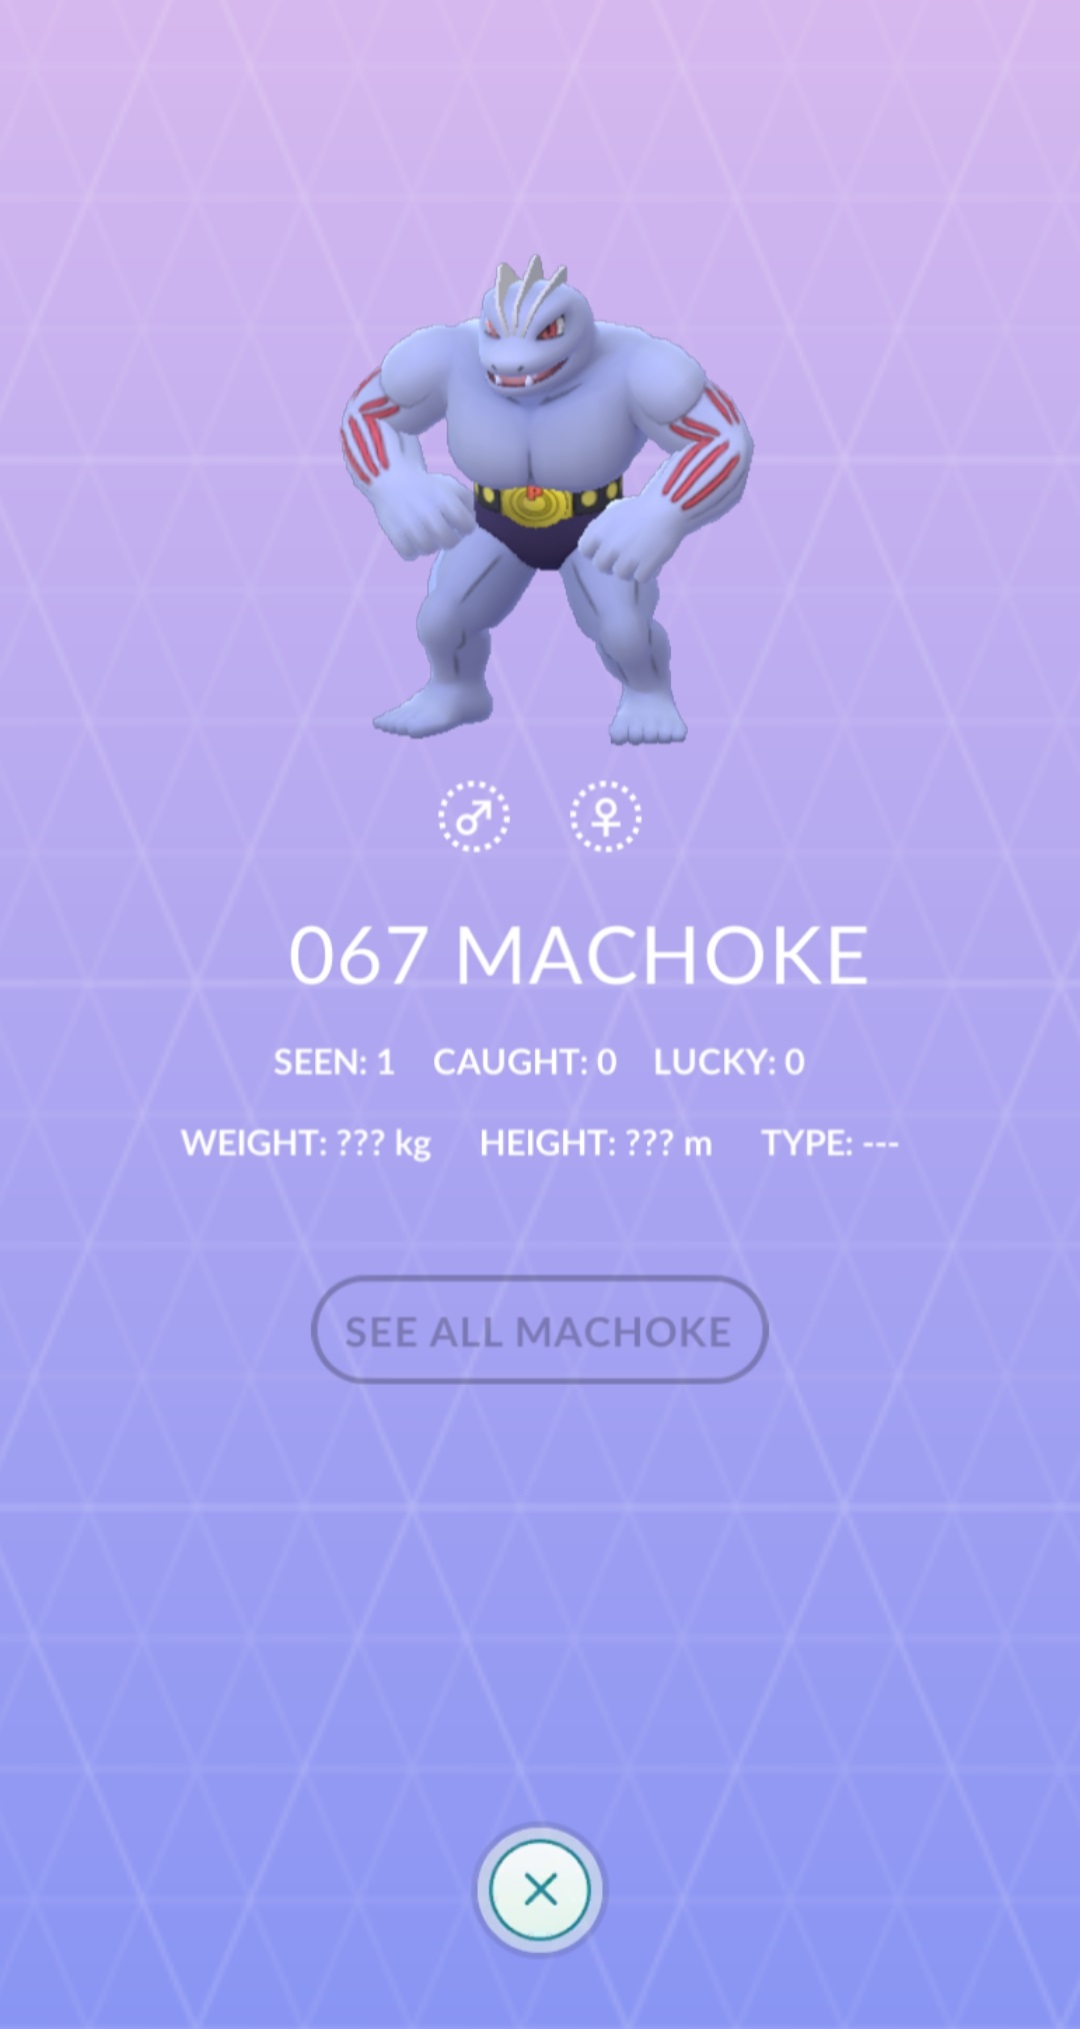 067 MACHOKE
SEEN: 1 CAUGHT: 0 LUCKY: 0
WEIGHT: ??? kg HEIGHT: ??? m TYPE: ---
SEE ALL MACHOKE